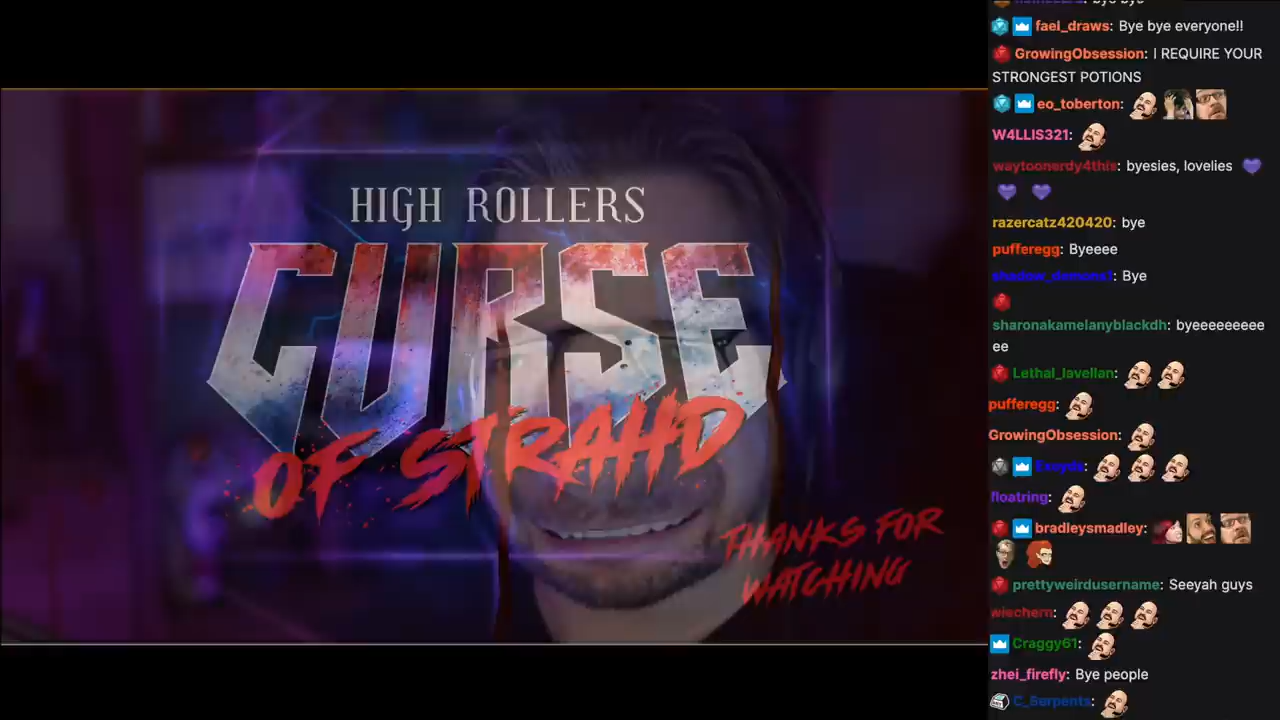 HIGH ROLLERS
CURSE
OF STRAHD
THANKS FOR
WATCHING
fael_draws: Bye bye everyone!!
GrowingObsession: I REQUIRE YOUR
STRONGEST POTIONS
eo_toberton:
W4LLIS321:
waytoonerdy4this: byesies, lovelies
razercatz420420: bye
pufferegg: Byeeee
shadow_demons1: Bye
sharonakamelanyblackdh: byeeeeeeeee
ee
Lethal_lavellan:
pufferegg:
GrowingObsession:
floatring:
bradleysmadley:
prettyweirdusername: Seeyah guys
wiechern:
Craggy61:
zhei_firefly: Bye people
C_Serpents: